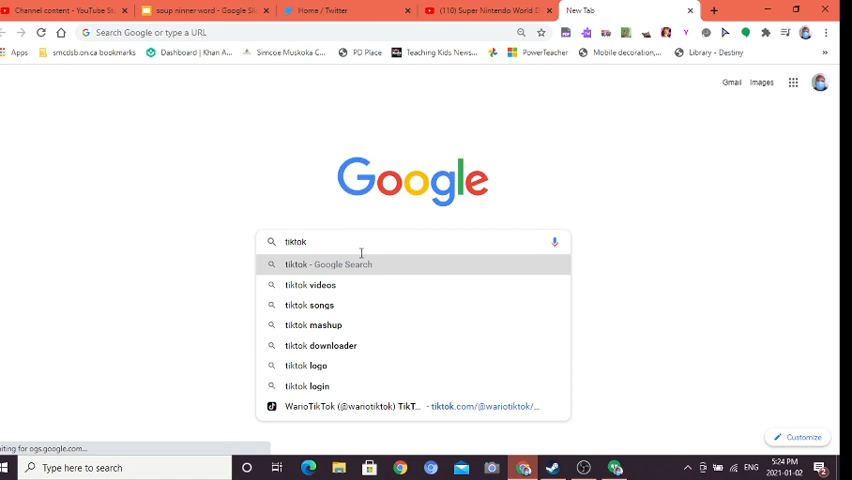 Channel content - YouTube St
soup ninner word - Google Sli
Home / Twitter
(110) Super Nintendo World D
New Tab
Search Google or type a URL
Apps
smcdsb.on.ca bookmarks
Dashboard | Khan A...
Simcoe Muskoka C...
PD Place
Teaching Kids News...
PowerTeacher
Mobile decoration,...
Library - Destiny
»
Gmail Images
Google
tiktok
tiktok - Google Search
tiktok videos
tiktok songs
tiktok mashup
tiktok downloader
tiktok logo
tiktok login
WarioTikTok (@wariotiktok) TikT... - tiktok.com/@wariotiktok/...
Customize
aiting for ogs.google.com...
Type here to search
ENG
5:24 PM
2021-01-02
2